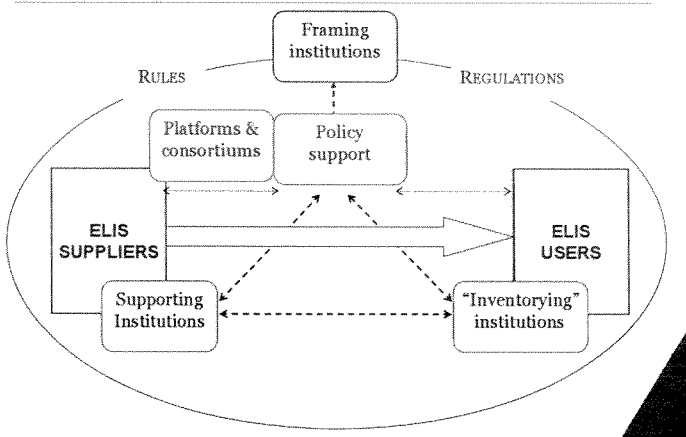 Framing
institutions
RULES
REGULATIONS
Platforms &
consortiums
Policy
support
ELIS
SUPPLIERS
ELIS
USERS
Supporting
Institutions
"Inventorying"
institutions